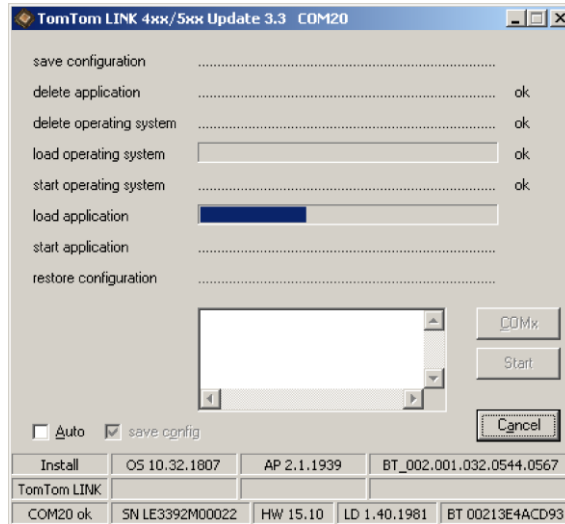 TomTom LINK 4xx/5xx Update 3.3 COM20
save configuration
delete application ok
delete operating system ok
load operating system ok
start operating system ok
load application
start application
restore configuration
COMx
Start
Auto save config Cancel
Install OS 10.32.1807 AP 2.1.1939 BT_002.001.032.0544.0567
TomTom LINK
COM20 ok SN LE3392M00022 HW 15.10 LD 1.40.1981 BT 00213E4ACD93